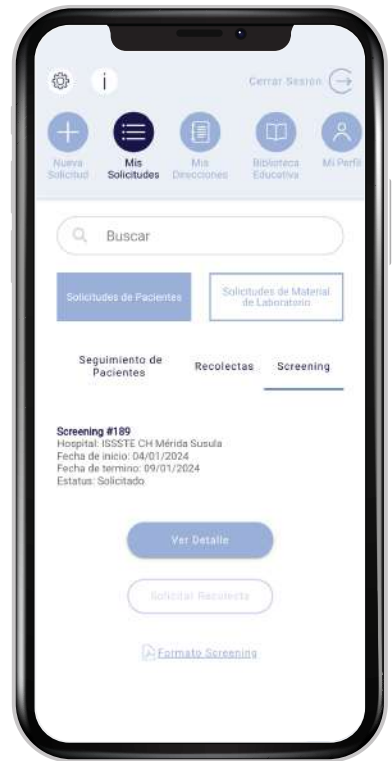 i
Cerrar Sesión
Nueva
Solicitud
Mis
Solicitudes
Mis
Direcciones
Biblioteca
Educativa
Mi Perfil
Buscar
Solicitudes de Pacientes
Solicitudes de Material
de Laboratorio
Seguimiento de
Pacientes
Recolectas
Screening
Screening #189
Hospital: ISSSTE CH Mérida Susula
Fecha de inicio: 04/01/2024
Fecha de termino: 09/01/2024
Estatus: Solicitado
Ver Detalle
Solicitar Recolecta
Formato Screening